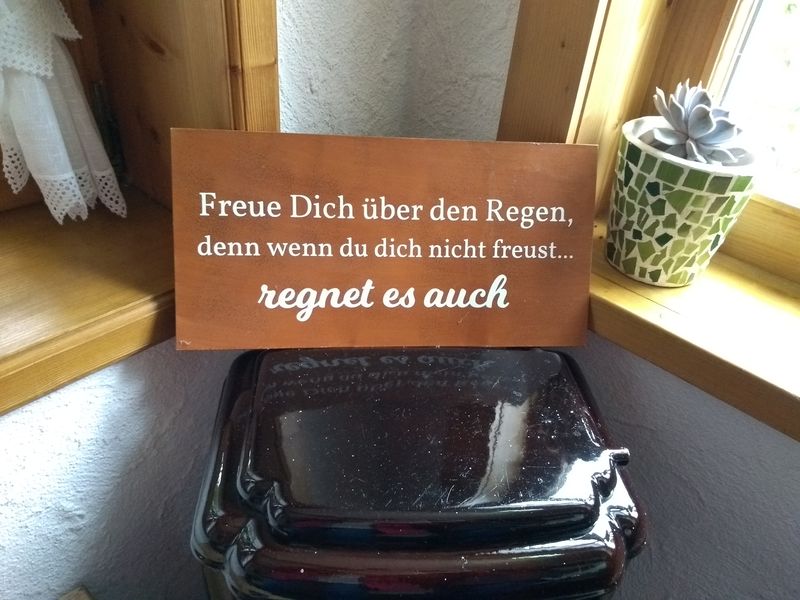 Freue Dich über den Regen,
denn wenn du dich nicht freust...
regnet es auch